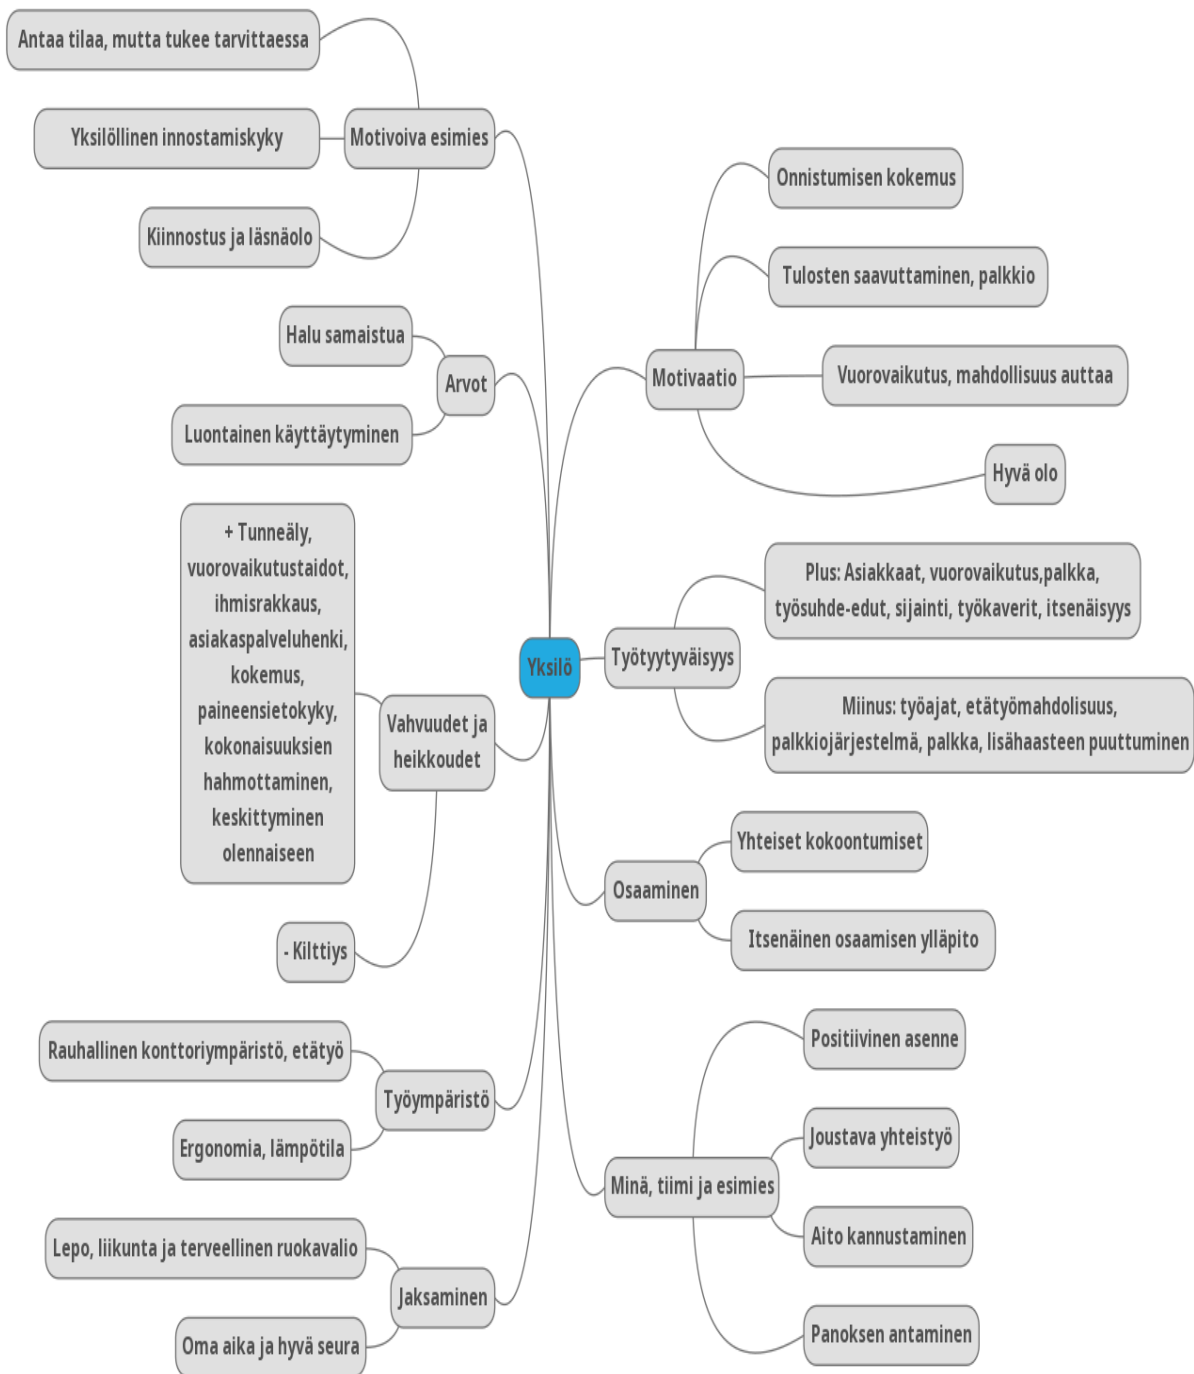 Antaa tilaa, mutta tukee tarvittaessa
Yksilöllinen innostamiskyky
Motivoiva esimies
Kiinnostus ja läsnäolo
Halu samaistua
Arvot
Luontainen käyttäytyminen
+ Tunneäly,
vuorovaikutustaidot,
ihmisrakkaus,
asiakaspalveluhenki,
kokemus,
paineensietokyky,
kokonaisuuksien
hahmottaminen,
keskittyminen
olennaiseen
Vahvuudet ja
heikkoudet
- Kilttiys
Rauhallinen konttoriympäristö, etätyö
Työympäristö
Ergonomia, lämpötila
Lepo, liikunta ja terveellinen ruokavalio
Jaksaminen
Oma aika ja hyvä seura
Yksilö
Onnistumisen kokemus
Tulosten saavuttaminen, palkkio
Motivaatio
Vuorovaikutus, mahdollisuus auttaa
Hyvä olo
Plus: Asiakkaat, vuorovaikutus,palkka,
työsuhde-edut, sijainti, työkaverit, itsenäisyys
Työtyytyväisyys
Miinus: työajat, etätyömahdolisuus,
palkkiojärjestelmä, palkka, lisähaasteen puuttuminen
Yhteiset kokoontumiset
Osaaminen
Itsenäinen osaamisen ylläpito
Positiivinen asenne
Joustava yhteistyö
Minä, tiimi ja esimies
Aito kannustaminen
Panoksen antaminen